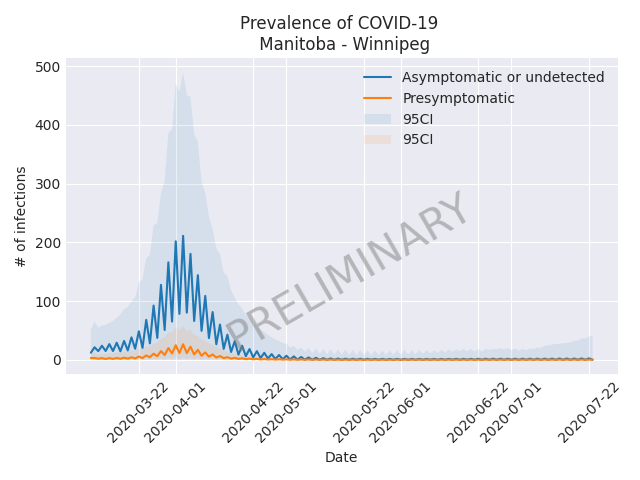 Prevalence of COVID-19
Manitoba - Winnipeg
# of infections
500
400
300
200
100
0
Asymptomatic or undetected
Presymptomatic
95CI
95CI
PRELIMINARY
2020-03-22
2020-04-01
2020-04-22
2020-05-01
2020-05-22
2020-06-01
2020-06-22
2020-07-01
2020-07-22
Date